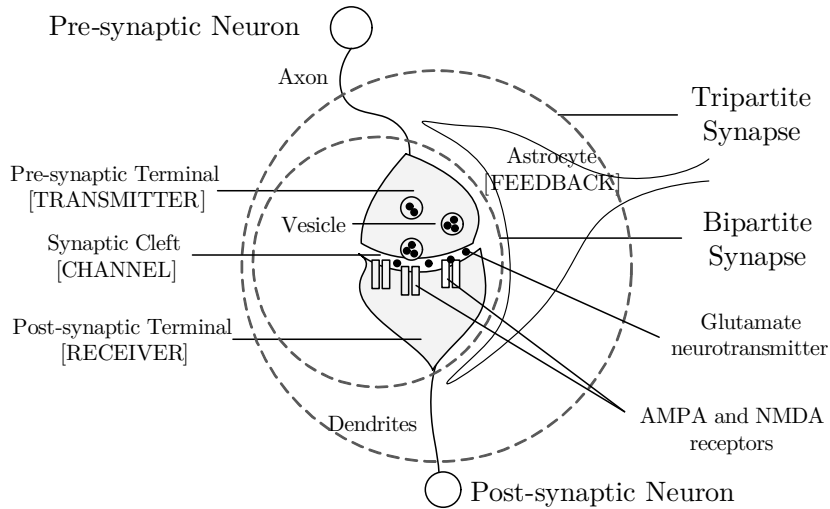 Pre-synaptic Neuron
Axon
Tripartite
Synapse
Astrocyte
[FEEDBACK]
Pre-synaptic Terminal
[TRANSMITTER]
Vesicle
Bipartite
Synapse
Synaptic Cleft
[CHANNEL]
Post-synaptic Terminal
[RECEIVER]
Glutamate
neurotransmitter
Dendrites
AMPA and NMDA
receptors
Post-synaptic Neuron